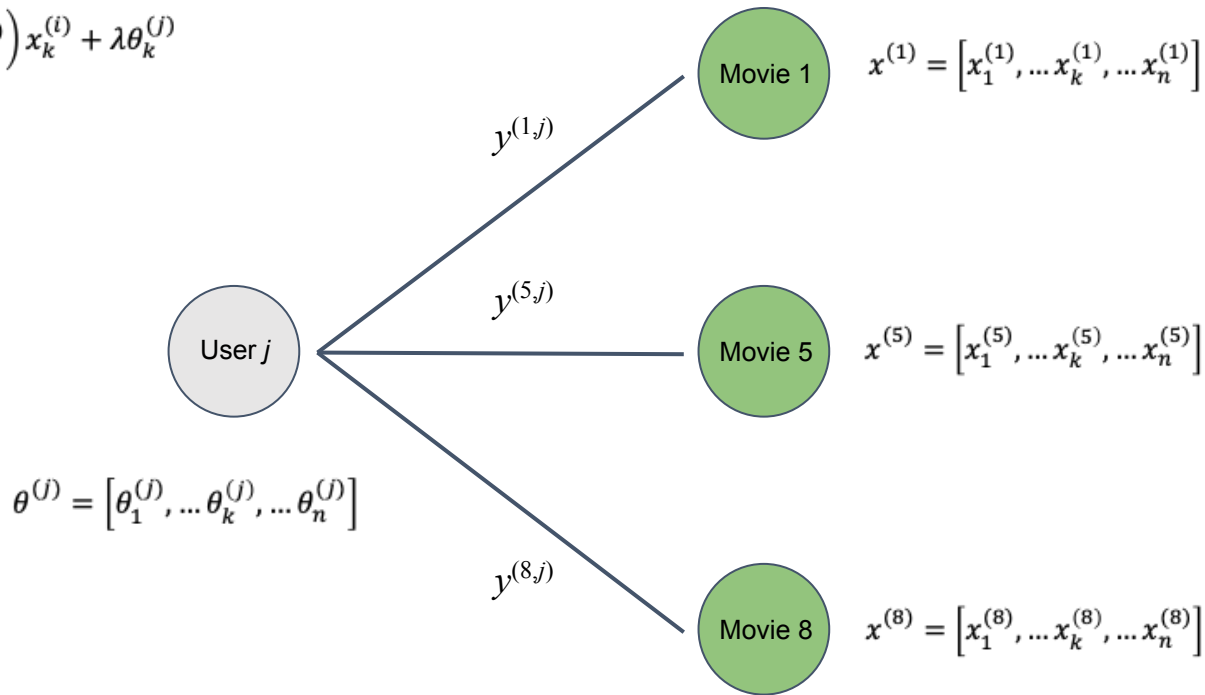 ) x_k^{(i)} + λθ_k^{(j)}
Movie 1
x^{(1)} = [x_1^{(1)}, … x_k^{(1)}, … x_n^{(1)}]
y^{(1,j)}
y^{(5,j)}
User j
Movie 5
x^{(5)} = [x_1^{(5)}, … x_k^{(5)}, … x_n^{(5)}]
θ^{(j)} = [θ_1^{(j)}, … θ_k^{(j)}, … θ_n^{(j)}]
y^{(8,j)}
Movie 8
x^{(8)} = [x_1^{(8)}, … x_k^{(8)}, … x_n^{(8)}]